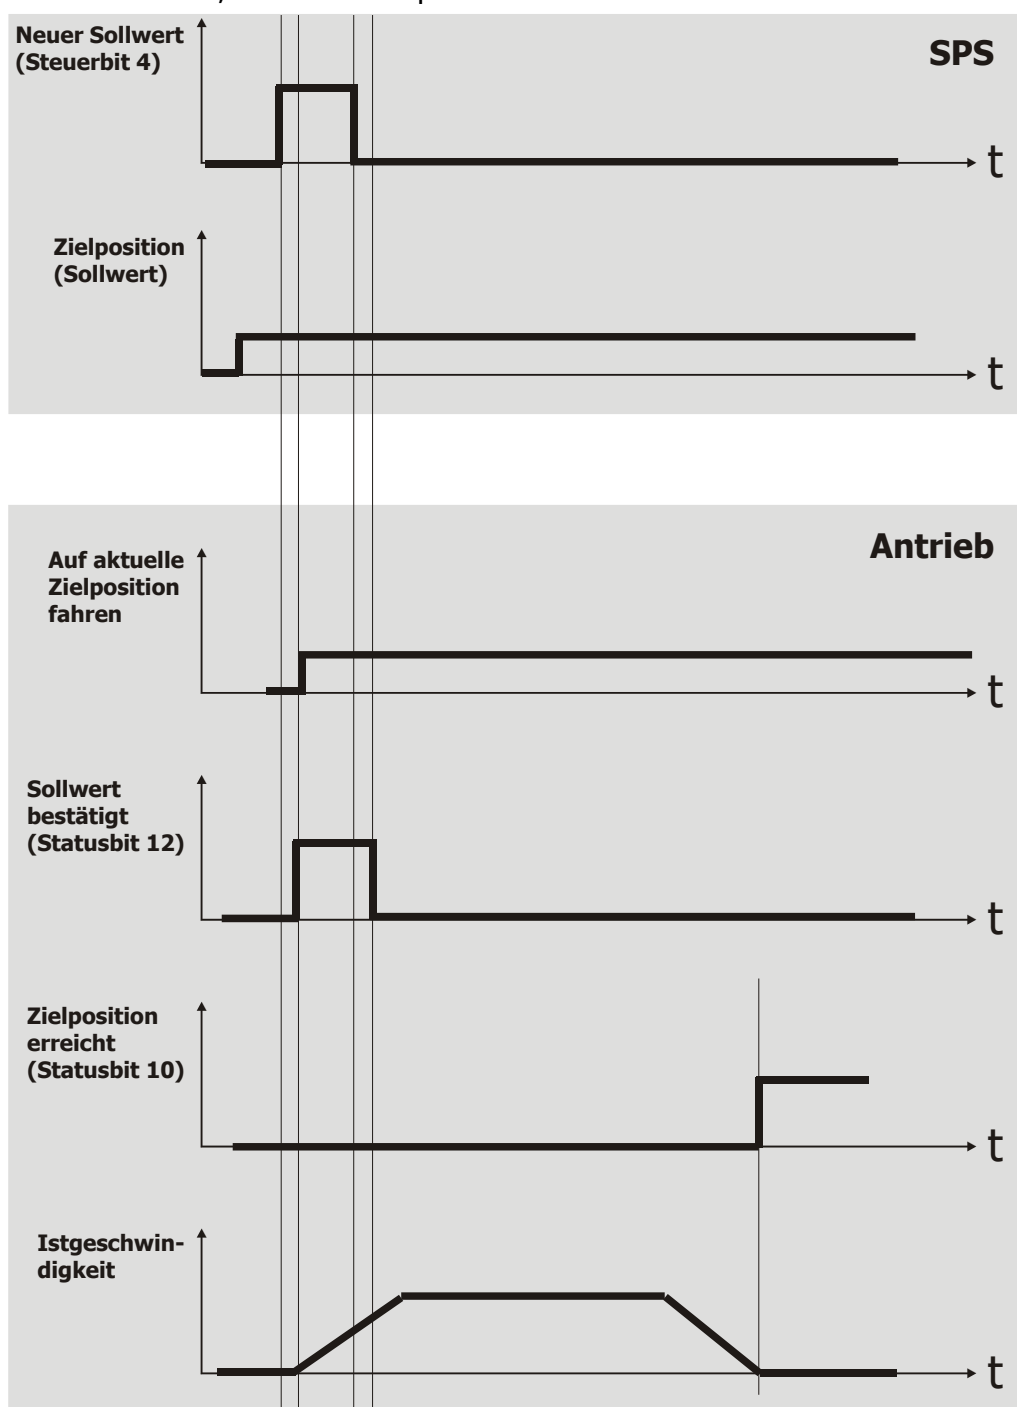 Neuer Sollwert
(Steuerbit 4)
SPS
t
Zielposition
(Sollwert)
t
Antrieb
Auf aktuelle
Zielposition
fahren
t
Sollwert
bestätigt
(Statusbit 12)
t
Zielposition
erreicht
(Statusbit 10)
t
Istgeschwin-
digkeit
t